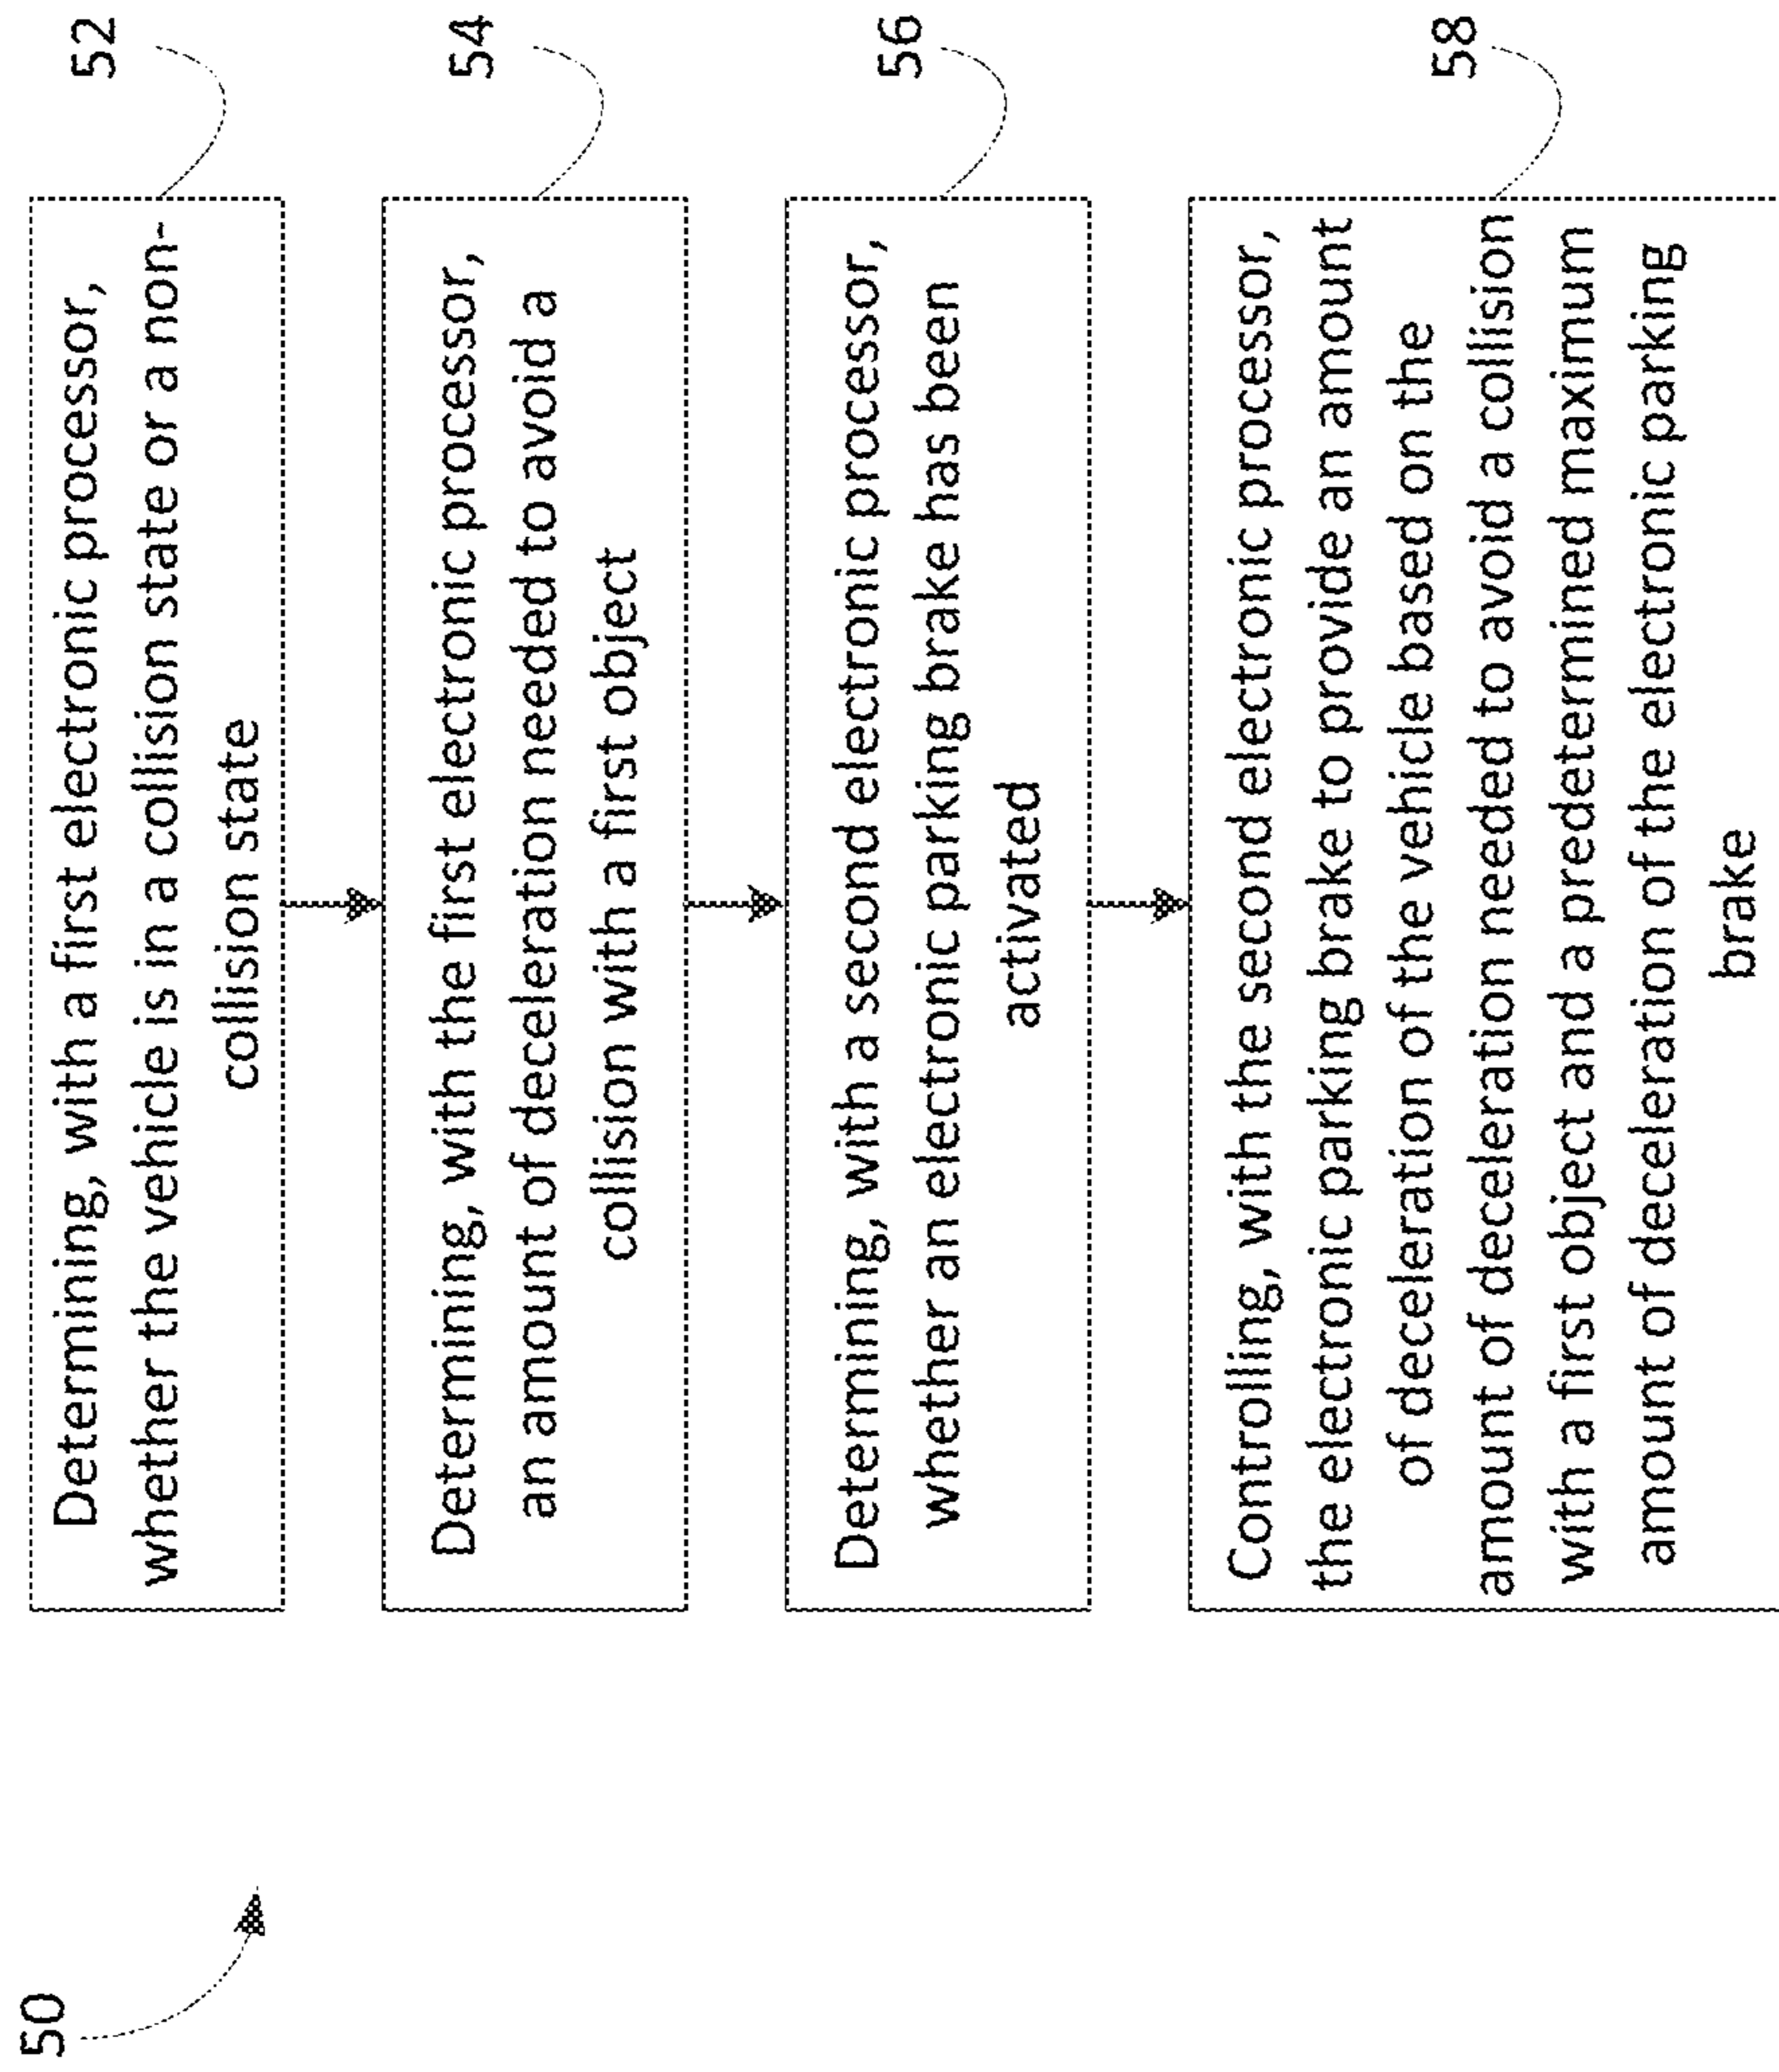 50
52
Determining, with a first electronic processor,
whether the vehicle is in a collision state or a non-
collision state
54
Determining, with the first electronic processor,
an amount of deceleration needed to avoid a
collision with a first object
56
Determining, with a second electronic processor,
whether an electronic parking brake has been
activated
58
Controlling, with the second electronic processor,
the electronic parking brake to provide an amount
of deceleration of the vehicle based on the
amount of deceleration needed to avoid a collision
with a first object and a predetermined maximum
amount of deceleration of the electronic parking
brake